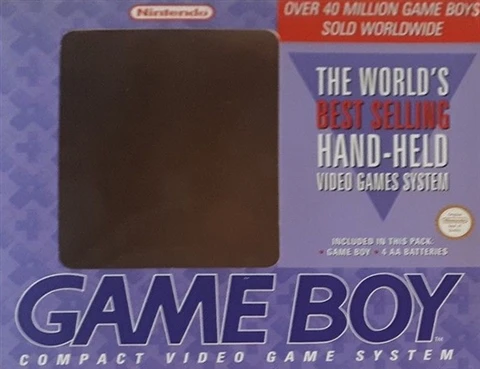 Nintendo
OVER 40 MILLION GAME BOYS
SOLD WORLDWIDE
THE WORLD'S
BEST SELLING
HAND-HELD
VIDEO GAMES SYSTEM
INCLUDED IN THIS PACK:
• GAME BOY • 4 AA BATTERIES
GAME BOY™
COMPACT VIDEO GAME SYSTEM